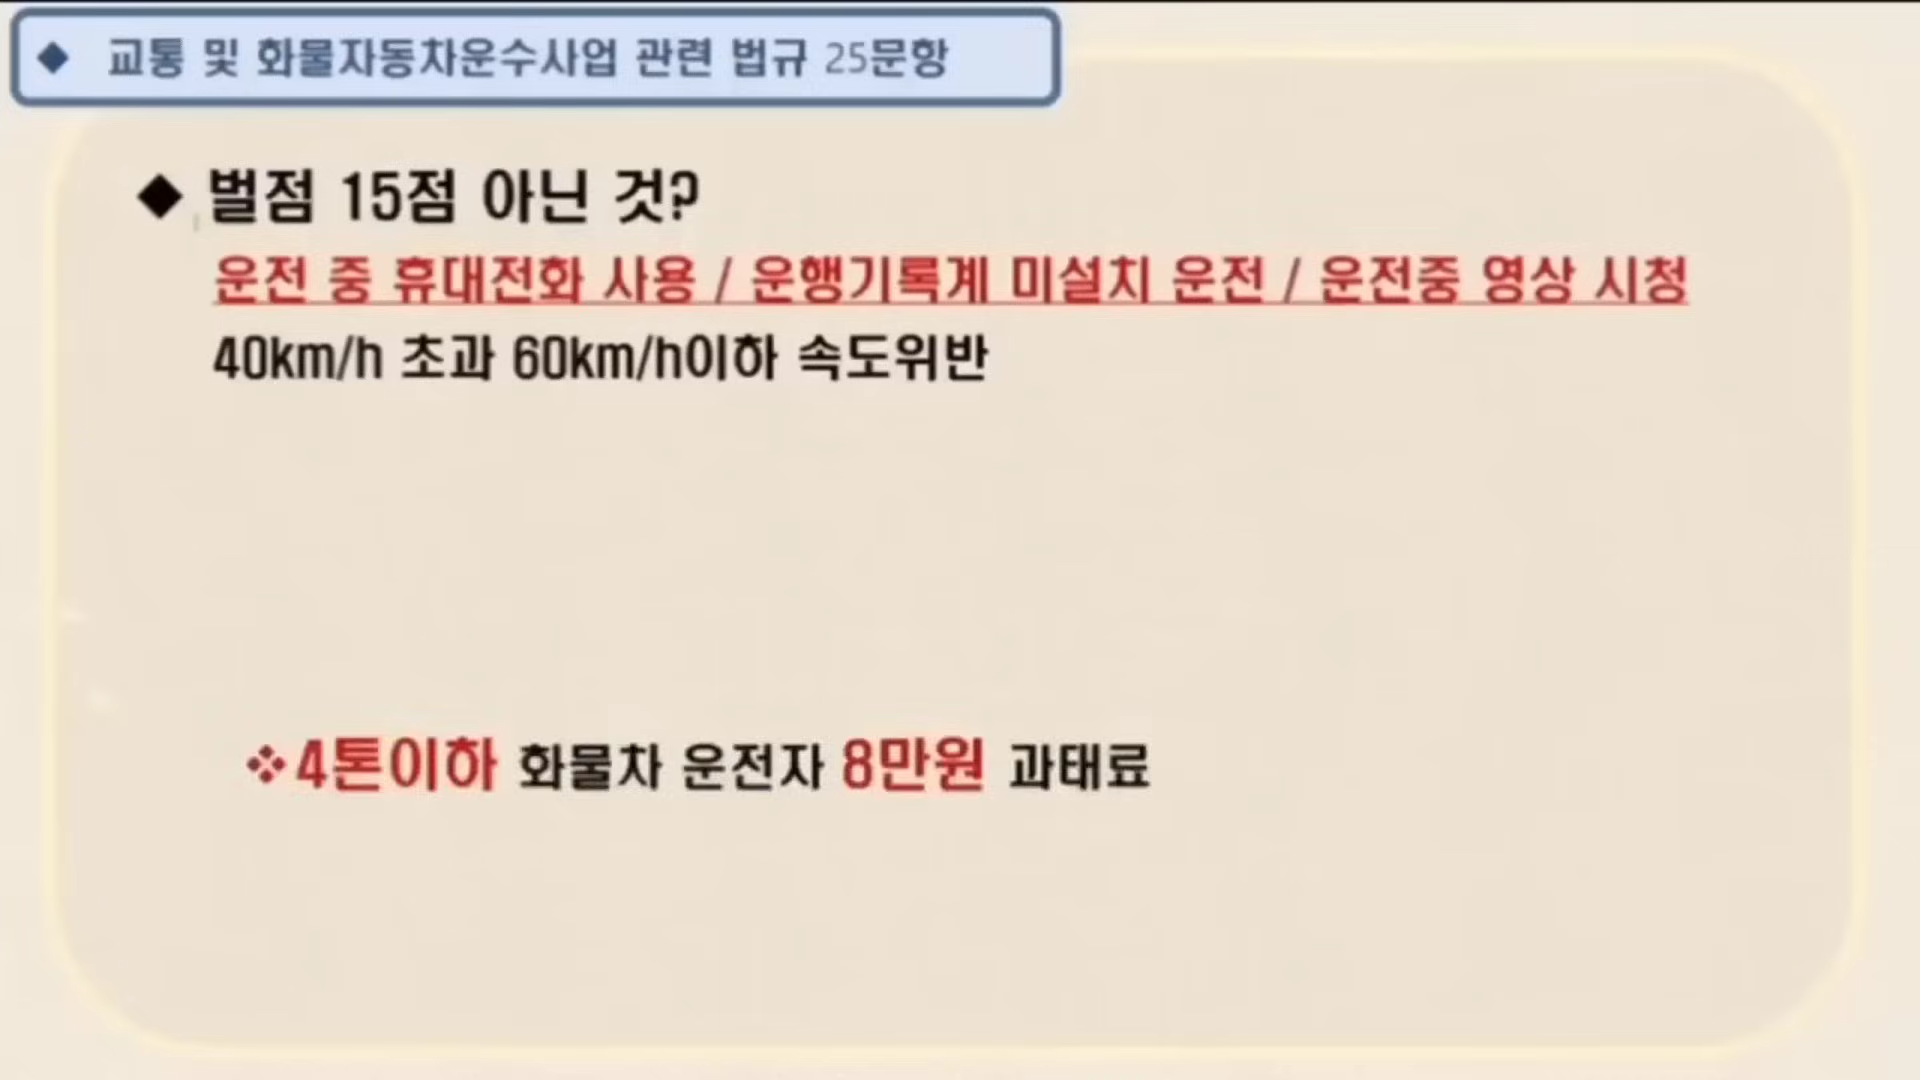 ◆ 교통 및 화물자동차운수사업 관련 법규 25문항
◆ 벌점 15점 아닌 것?
운전 중 휴대전화 사용 / 운행기록계 미설치 운전 / 운전중 영상 시청
40km/h 초과 60km/h이하 속도위반
❖4톤이하 화물차 운전자 8만원 과태료